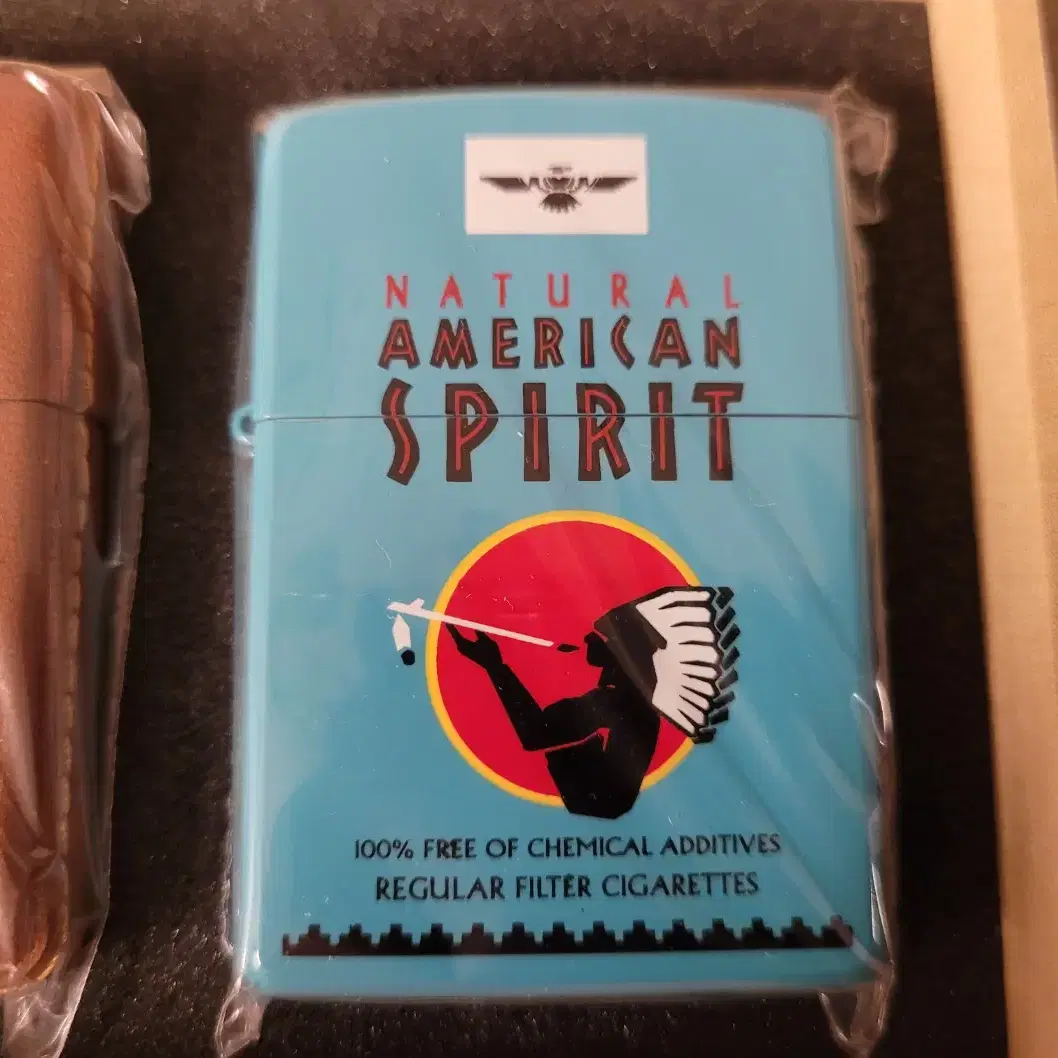 NATURAL
AMERICAN
SPIRIT
100% FREE OF CHEMICAL ADDITIVES
REGULAR FILTER CIGARETTES